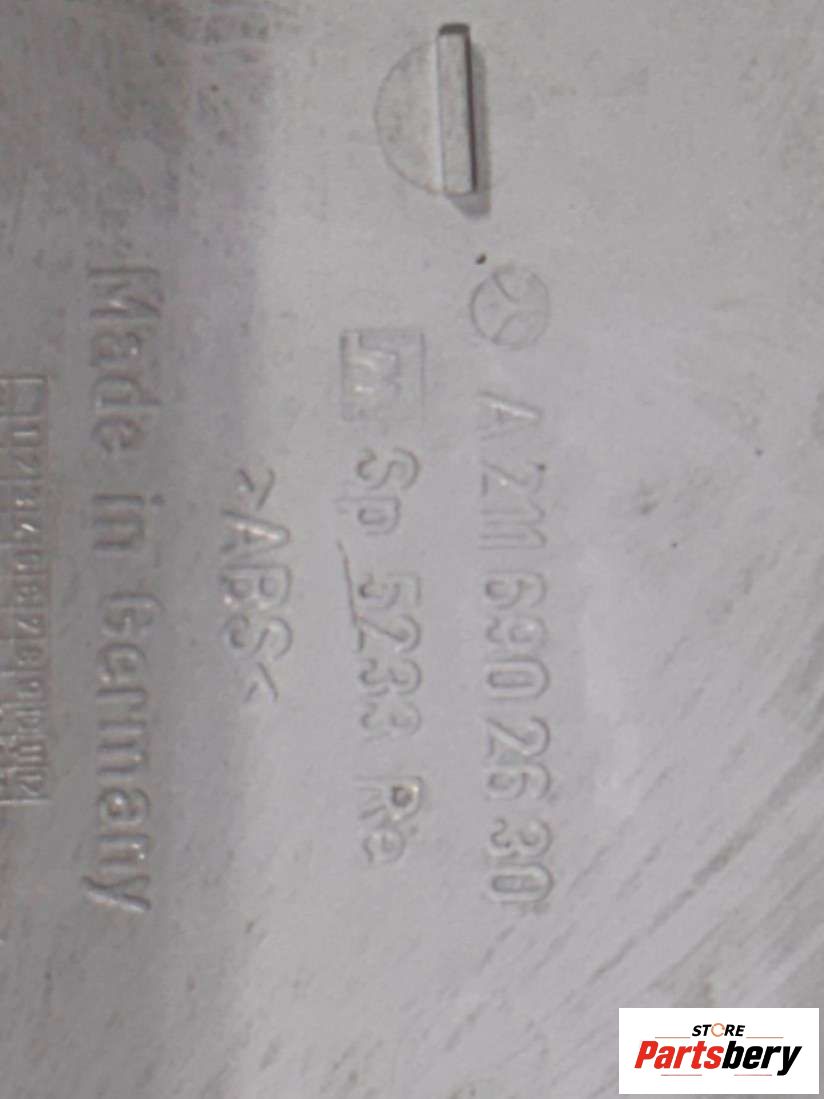 A 211 690 26 30
Sp 5233 Re
>ABS<
Made in Germany
STORE
Partsbery